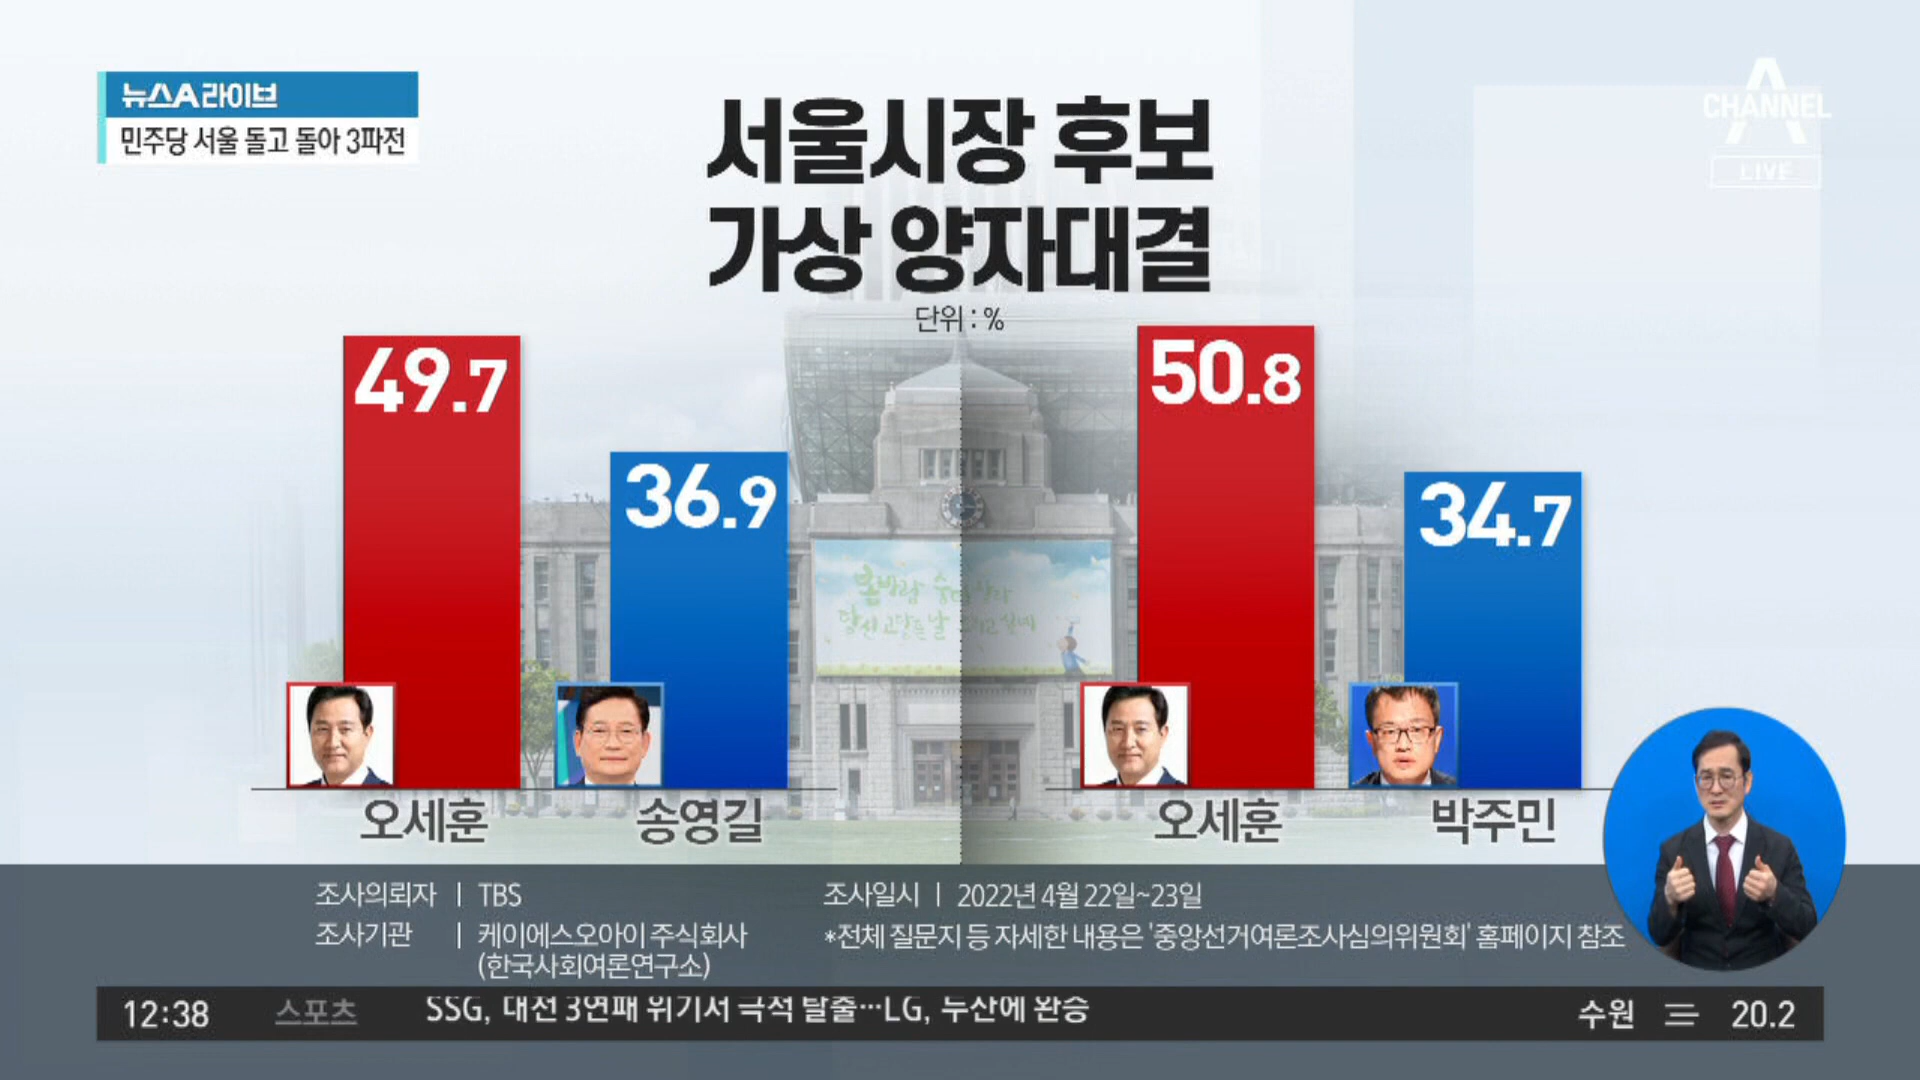 뉴스A 라이브
민주당 서울 돌고 돌아 3파전
CHANNEL A
LIVE
서울시장 후보
가상 양자대결
단위 : %
49.7
36.9
50.8
34.7
오세훈
송영길
오세훈
박주민
조사의뢰자 | TBS
조사기관 | 케이에스오아이 주식회사
(한국사회여론연구소)
조사일시 | 2022년 4월 22일~23일
*전체 질문지 등 자세한 내용은 '중앙선거여론조사심의위원회' 홈페이지 참조
12:38 스포츠 SSG, 대전 3연패 위기서 극적 탈출…LG, 두산에 완승 수원 20.2